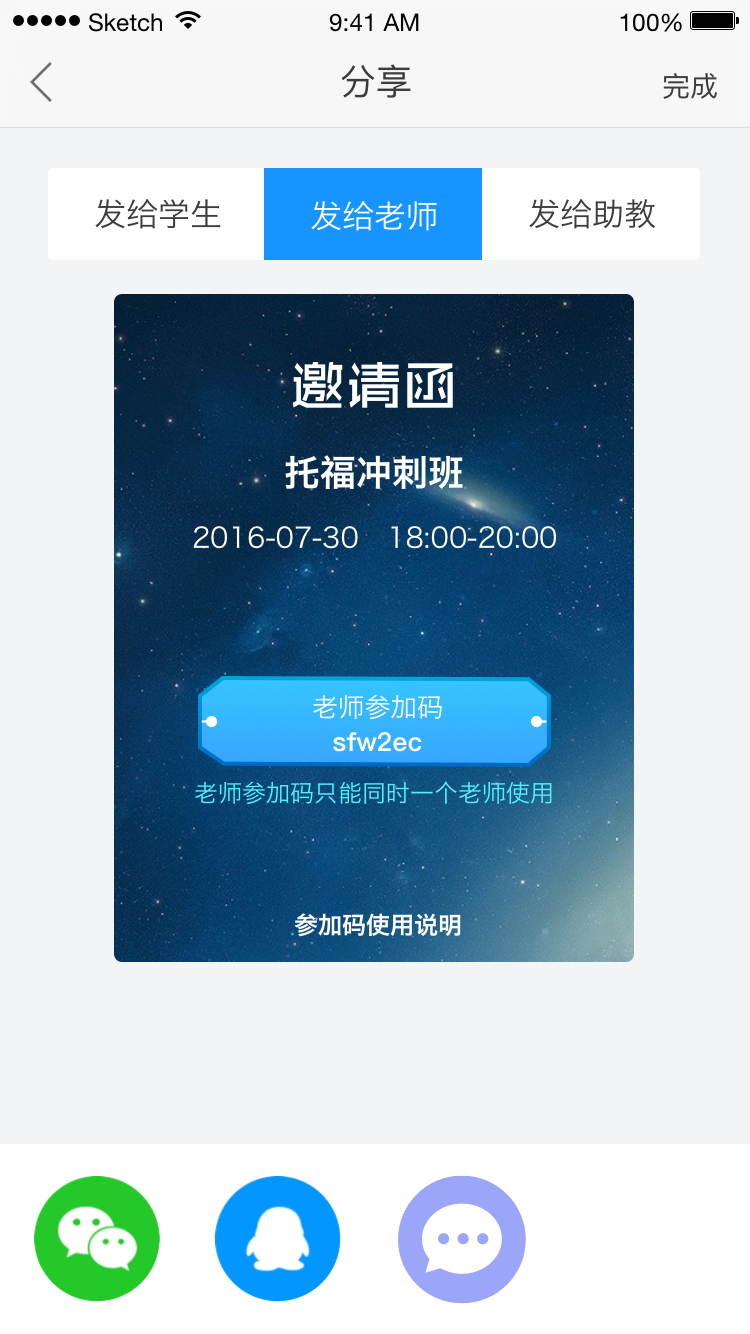 Sketch 9:41 AM 100%
分享 完成
发给学生 发给老师 发给助教
邀请函
托福冲刺班
2016-07-30 18:00-20:00
老师参加码
sfw2ec
老师参加码只能同时一个老师使用
参加码使用说明